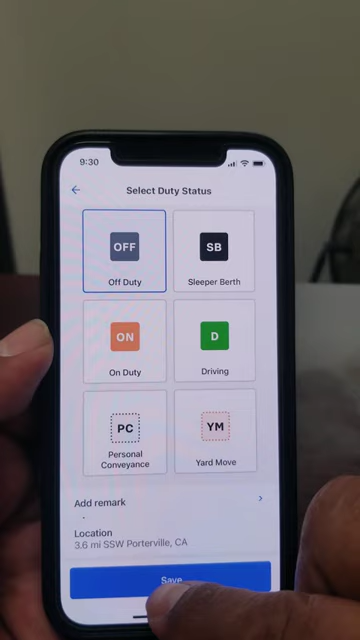 9:30
Select Duty Status
OFF
SB
Off Duty
Sleeper Berth
ON
D
On Duty
Driving
PC
YM
Personal
Conveyance
Yard Move
Add remark
Location
3.6 mi SSW Porterville, CA
Save